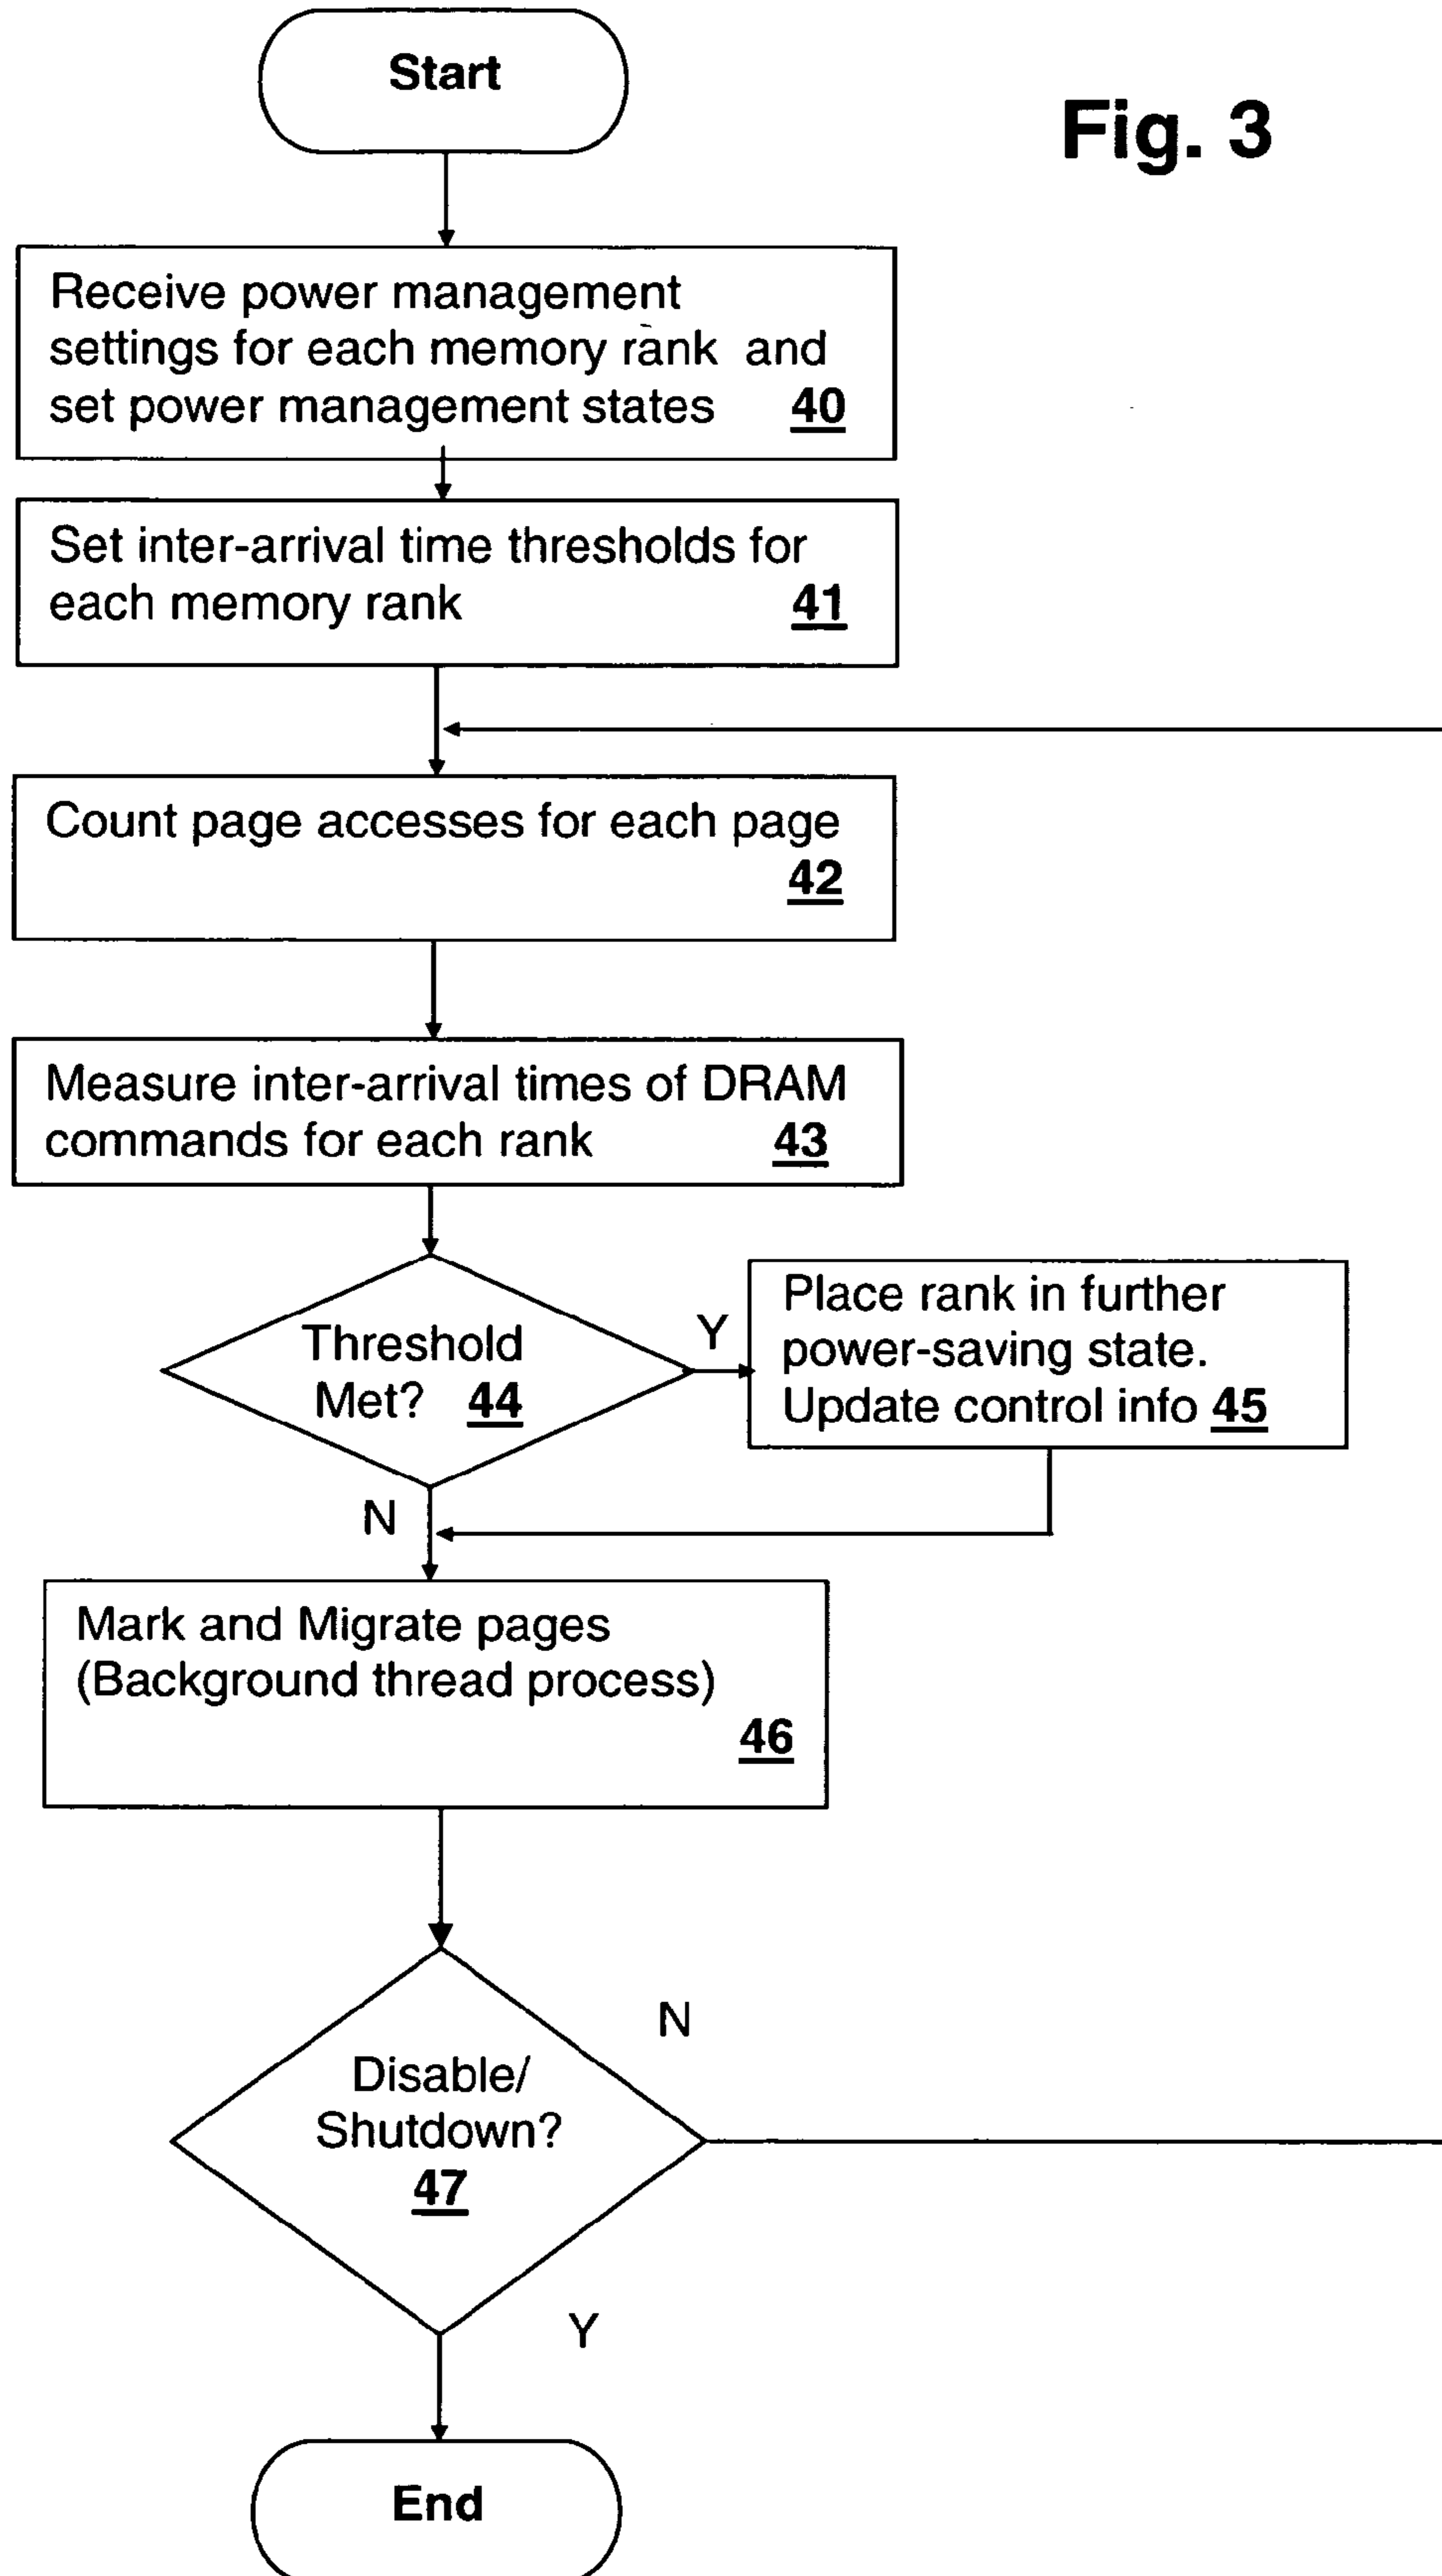 Start
Fig. 3
Receive power management
settings for each memory rank and
set power management states 40
Set inter-arrival time thresholds for
each memory rank 41
Count page accesses for each page
42
Measure inter-arrival times of DRAM
commands for each rank 43
Threshold
Met? 44
Y
Place rank in further
power-saving state.
Update control info 45
N
Mark and Migrate pages
(Background thread process)
46
N
Disable/
Shutdown?
47
Y
End